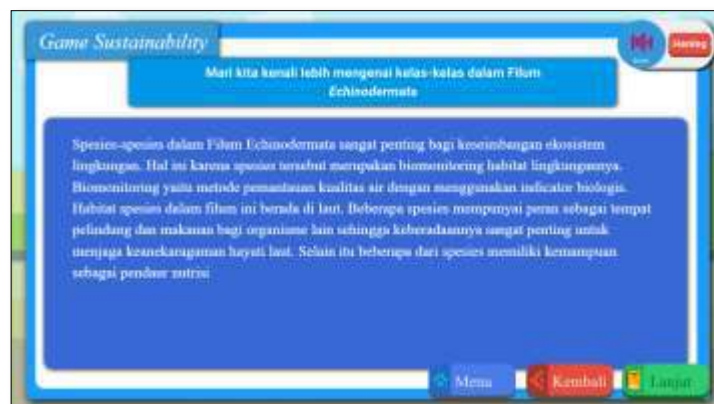 Game Sustainability
Mari kita kenali lebih mengenai kelas-kelas dalam Filum
Echinodermata
Spesies-spesies dalam Filum Echinodermata sangat penting bagi keseimbangan ekosistem
lingkungan. Hal ini karena spesies tersebut merupakan biomonitoring habitat lingkungannya.
Biomonitoring yaitu metode pemantauan kualitas air dengan menggunakan indicator biologis.
Habitat spesies dalam filum ini berada di laut. Beberapa spesies mempunyai peran sebagai tempat
pelindung dan makanan bagi organisme lain sehingga keberadaannya sangat penting untuk
menjaga keanekaragaman hayati laut. Selain itu beberapa dari spesies memiliki kemampuan
sebagai pendaur nutrisi
Menu
Kembali
Lanjut